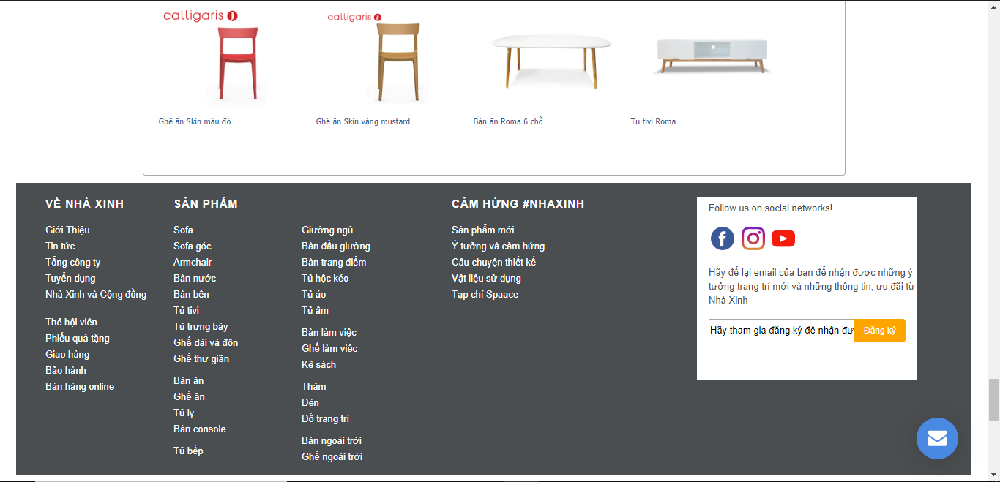 calligaris
calligaris
Ghế ăn Skin màu đỏ
Ghế ăn Skin vàng mustard
Bàn ăn Roma 6 chỗ
Tủ tivi Roma
VỀ NHÀ XINH
Giới Thiệu
Tin tức
Tổng công ty
Tuyển dụng
Nhà Xinh và Cộng đồng
Thẻ hội viên
Phiếu quà tặng
Giao hàng
Bảo hành
Bán hàng online
SẢN PHẨM
Sofa
Sofa góc
Armchair
Bàn nước
Bàn bên
Tủ tivi
Tủ trưng bày
Ghế dài và đôn
Ghế thư giãn
Bàn ăn
Ghế ăn
Tủ ly
Bàn console
Tủ bếp
Giường ngủ
Bàn đầu giường
Bàn trang điểm
Tủ hộc kéo
Tủ áo
Tủ âm
Bàn làm việc
Ghế làm việc
Kệ sách
Thảm
Đèn
Đồ trang trí
Bàn ngoài trời
Ghế ngoài trời
CẢM HỨNG #NHAXINH
Sản phẩm mới
Ý tưởng và cảm hứng
Câu chuyện thiết kế
Vật liệu sử dụng
Tạp chí Spaace
Follow us on social networks!
Hãy để lại email của bạn để nhận được những ý
tưởng trang trí mới và những thông tin, ưu đãi từ
Nhà Xinh
Hãy tham gia đăng ký để nhận đư
Đăng ký